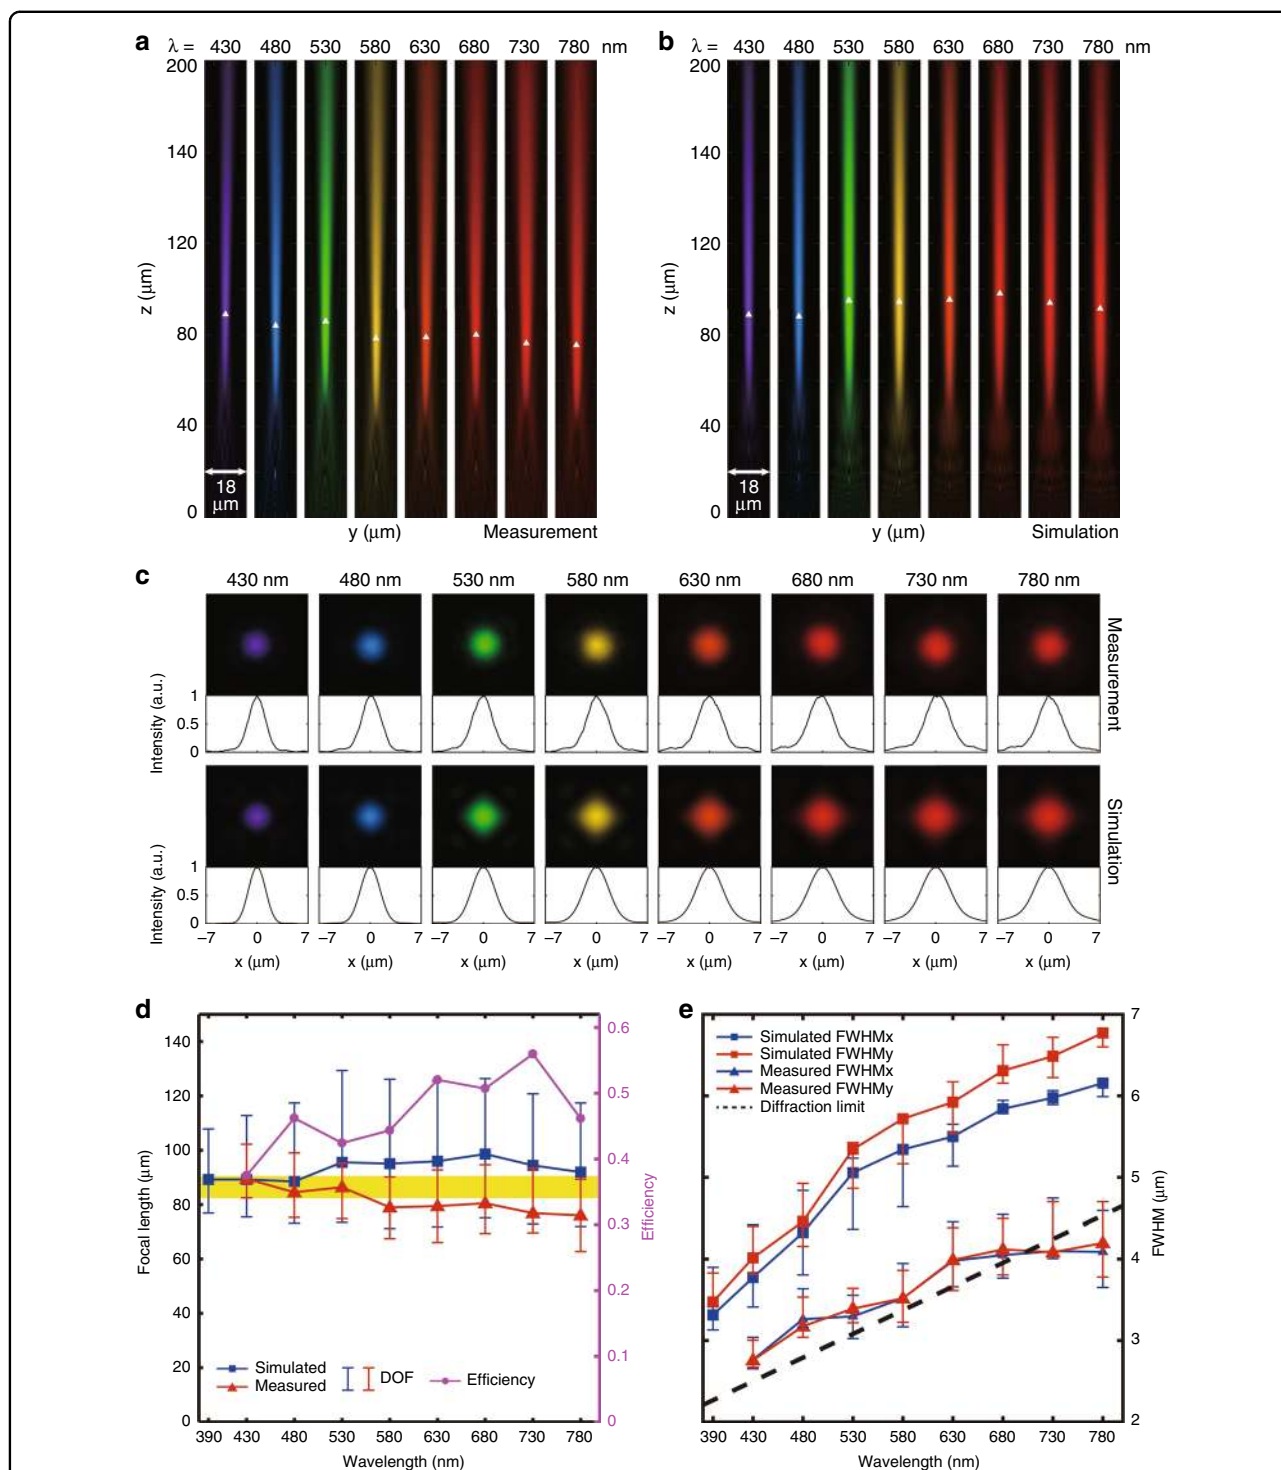 a λ = 430 480 530 580 630 680 730 780 nm
200
140
120
80
40
0
z (μm)
18
μm
y (μm) Measurement
b λ = 430 480 530 580 630 680 730 780 nm
200
140
120
80
40
0
z (μm)
18
μm
y (μm) Simulation
c 430 nm 480 nm 530 nm 580 nm 630 nm 680 nm 730 nm 780 nm
Measurement
Intensity (a.u.)
1
0.5
0
Simulation
Intensity (a.u.)
1
0.5
0
–7 0 7 –7 0 7 –7 0 7 –7 0 7 –7 0 7 –7 0 7 –7 0 7 –7 0 7
x (μm) x (μm) x (μm) x (μm) x (μm) x (μm) x (μm) x (μm)
d
140
120
100
80
60
40
20
0
Focal length (μm)
0.6
0.5
0.4
0.3
0.2
0.1
0
Efficiency
Simulated
Measured
DOF
Efficiency
390 430 480 530 580 630 680 730 780
Wavelength (nm)
e
Simulated FWHMx
Simulated FWHMy
Measured FWHMx
Measured FWHMy
Diffraction limit
7
6
5
4
3
2
FWHM (μm)
390 430 480 530 580 630 680 730 780
Wavelength (nm)